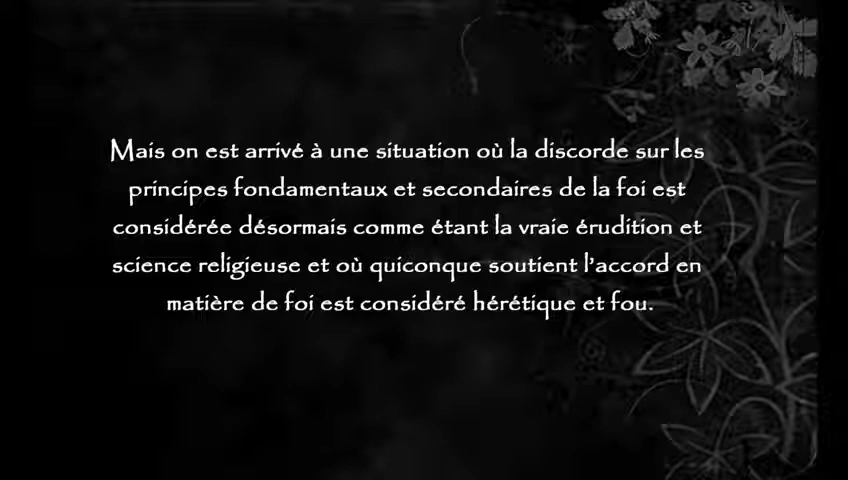 Mais on est arrivé à une situation où la discorde sur les
principes fondamentaux et secondaires de la foi est
considérée désormais comme étant la vraie érudition et
science religieuse et où quiconque soutient l'accord en
matière de foi est considéré hérétique et fou.